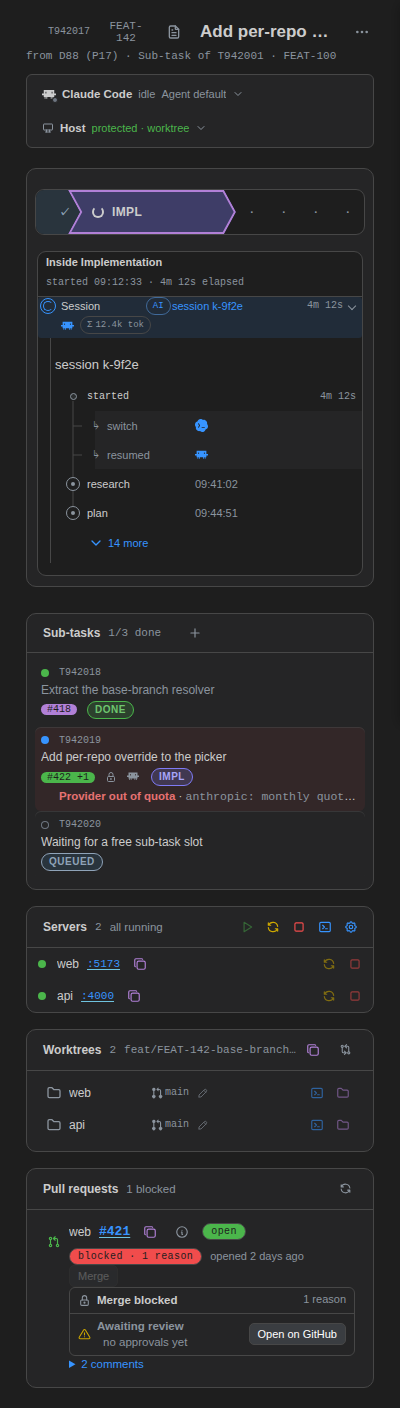 T942017 FEAT-142 Add per-repo … ···
from D88 (P17) · Sub-task of T942001 · FEAT-100
Claude Code idle Agent default
Host protected · worktree
✓ IMPL · · · ·
Inside Implementation
started 09:12:33 · 4m 12s elapsed
Session AI session k-9f2e 4m 12s
Σ 12.4k tok
session k-9f2e
started 4m 12s
↳ switch
↳ resumed
research 09:41:02
plan 09:44:51
14 more
Sub-tasks 1/3 done +
T942018
Extract the base-branch resolver
#418 DONE
T942019
Add per-repo override to the picker
#422 +1 IMPL
Provider out of quota · anthropic: monthly quot…
T942020
Waiting for a free sub-task slot
QUEUED
Servers 2 all running
web :5173
api :4000
Worktrees 2 feat/FEAT-142-base-branch…
web main
api main
Pull requests 1 blocked
web #421 open
blocked · 1 reason opened 2 days ago
Merge
Merge blocked 1 reason
Awaiting review
no approvals yet
Open on GitHub
2 comments